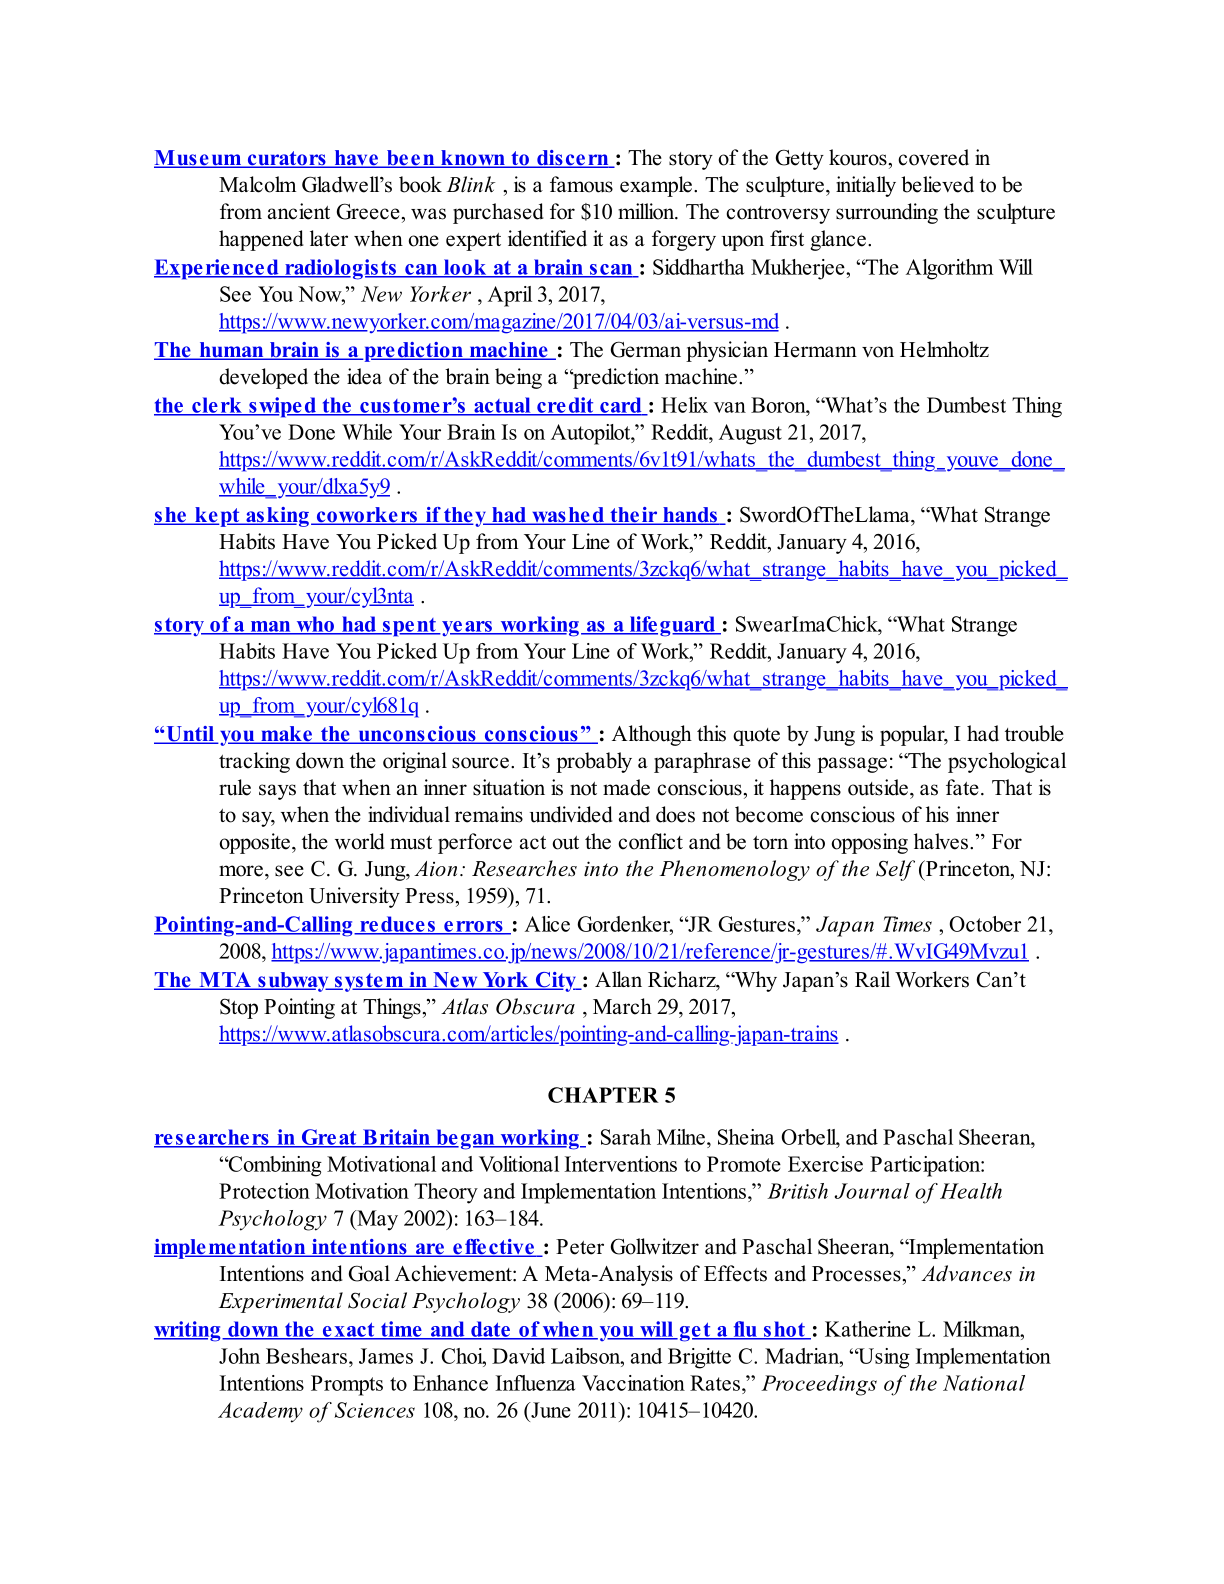 Museum curators have been known to discern : The story of the Getty kouros, covered in
Malcolm Gladwell’s book Blink , is a famous example. The sculpture, initially believed to be
from ancient Greece, was purchased for $10 million. The controversy surrounding the sculpture
happened later when one expert identified it as a forgery upon first glance.
Experienced radiologists can look at a brain scan : Siddhartha Mukherjee, “The Algorithm Will
See You Now,” New Yorker , April 3, 2017,
https://www.newyorker.com/magazine/2017/04/03/ai-versus-md .
The human brain is a prediction machine : The German physician Hermann von Helmholtz
developed the idea of the brain being a “prediction machine.”
the clerk swiped the customer’s actual credit card : Helix van Boron, “What’s the Dumbest Thing
You’ve Done While Your Brain Is on Autopilot,” Reddit, August 21, 2017,
https://www.reddit.com/r/AskReddit/comments/6v1t91/whats_the_dumbest_thing_youve_done_
while_your/dlxa5y9 .
she kept asking coworkers if they had washed their hands : SwordOfTheLlama, “What Strange
Habits Have You Picked Up from Your Line of Work,” Reddit, January 4, 2016,
https://www.reddit.com/r/AskReddit/comments/3zckq6/what_strange_habits_have_you_picked_
up_from_your/cyl3nta .
story of a man who had spent years working as a lifeguard : SwearImaChick, “What Strange
Habits Have You Picked Up from Your Line of Work,” Reddit, January 4, 2016,
https://www.reddit.com/r/AskReddit/comments/3zckq6/what_strange_habits_have_you_picked_
up_from_your/cyl681q .
“Until you make the unconscious conscious” : Although this quote by Jung is popular, I had trouble
tracking down the original source. It’s probably a paraphrase of this passage: “The psychological
rule says that when an inner situation is not made conscious, it happens outside, as fate. That is
to say, when the individual remains undivided and does not become conscious of his inner
opposite, the world must perforce act out the conflict and be torn into opposing halves.” For
more, see C. G. Jung, Aion: Researches into the Phenomenology of the Self (Princeton, NJ:
Princeton University Press, 1959), 71.
Pointing-and-Calling reduces errors : Alice Gordenker, “JR Gestures,” Japan Times , October 21,
2008, https://www.japantimes.co.jp/news/2008/10/21/reference/jr-gestures/#.WvIG49Mvzu1 .
The MTA subway system in New York City : Allan Richarz, “Why Japan’s Rail Workers Can’t
Stop Pointing at Things,” Atlas Obscura , March 29, 2017,
https://www.atlasobscura.com/articles/pointing-and-calling-japan-trains .
CHAPTER 5
researchers in Great Britain began working : Sarah Milne, Sheina Orbell, and Paschal Sheeran,
“Combining Motivational and Volitional Interventions to Promote Exercise Participation:
Protection Motivation Theory and Implementation Intentions,” British Journal of Health
Psychology 7 (May 2002): 163–184.
implementation intentions are effective : Peter Gollwitzer and Paschal Sheeran, “Implementation
Intentions and Goal Achievement: A Meta-Analysis of Effects and Processes,” Advances in
Experimental Social Psychology 38 (2006): 69–119.
writing down the exact time and date of when you will get a flu shot : Katherine L. Milkman,
John Beshears, James J. Choi, David Laibson, and Brigitte C. Madrian, “Using Implementation
Intentions Prompts to Enhance Influenza Vaccination Rates,” Proceedings of the National
Academy of Sciences 108, no. 26 (June 2011): 10415–10420.